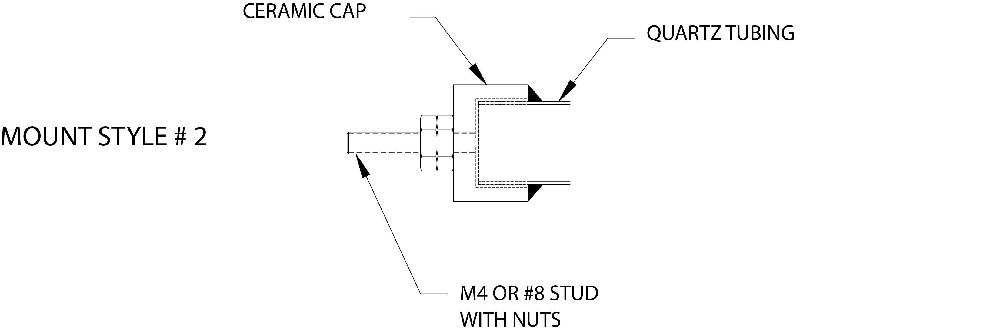 CERAMIC CAP
QUARTZ TUBING
MOUNT STYLE # 2
M4 OR #8 STUD
WITH NUTS